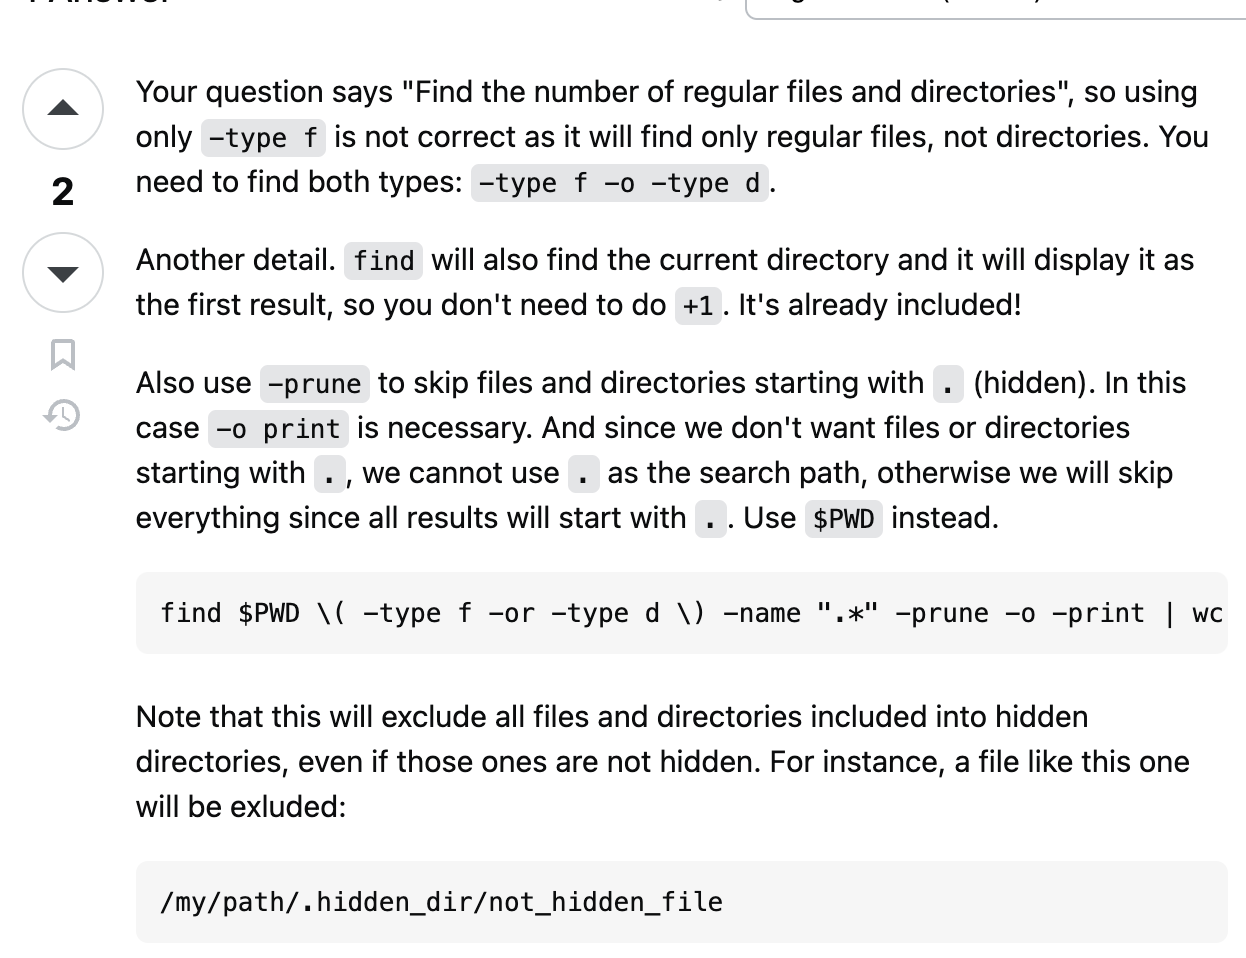 2
Your question says "Find the number of regular files and directories", so using
only -type f is not correct as it will find only regular files, not directories. You
need to find both types: -type f -o -type d.
Another detail. find will also find the current directory and it will display it as
the first result, so you don't need to do +1. It's already included!
Also use -prune to skip files and directories starting with . (hidden). In this
case -o print is necessary. And since we don't want files or directories
starting with ., we cannot use . as the search path, otherwise we will skip
everything since all results will start with .. Use $PWD instead.
find $PWD \( -type f -or -type d \) -name ".*" -prune -o -print | wc
Note that this will exclude all files and directories included into hidden
directories, even if those ones are not hidden. For instance, a file like this one
will be exluded:
/my/path/.hidden_dir/not_hidden_file